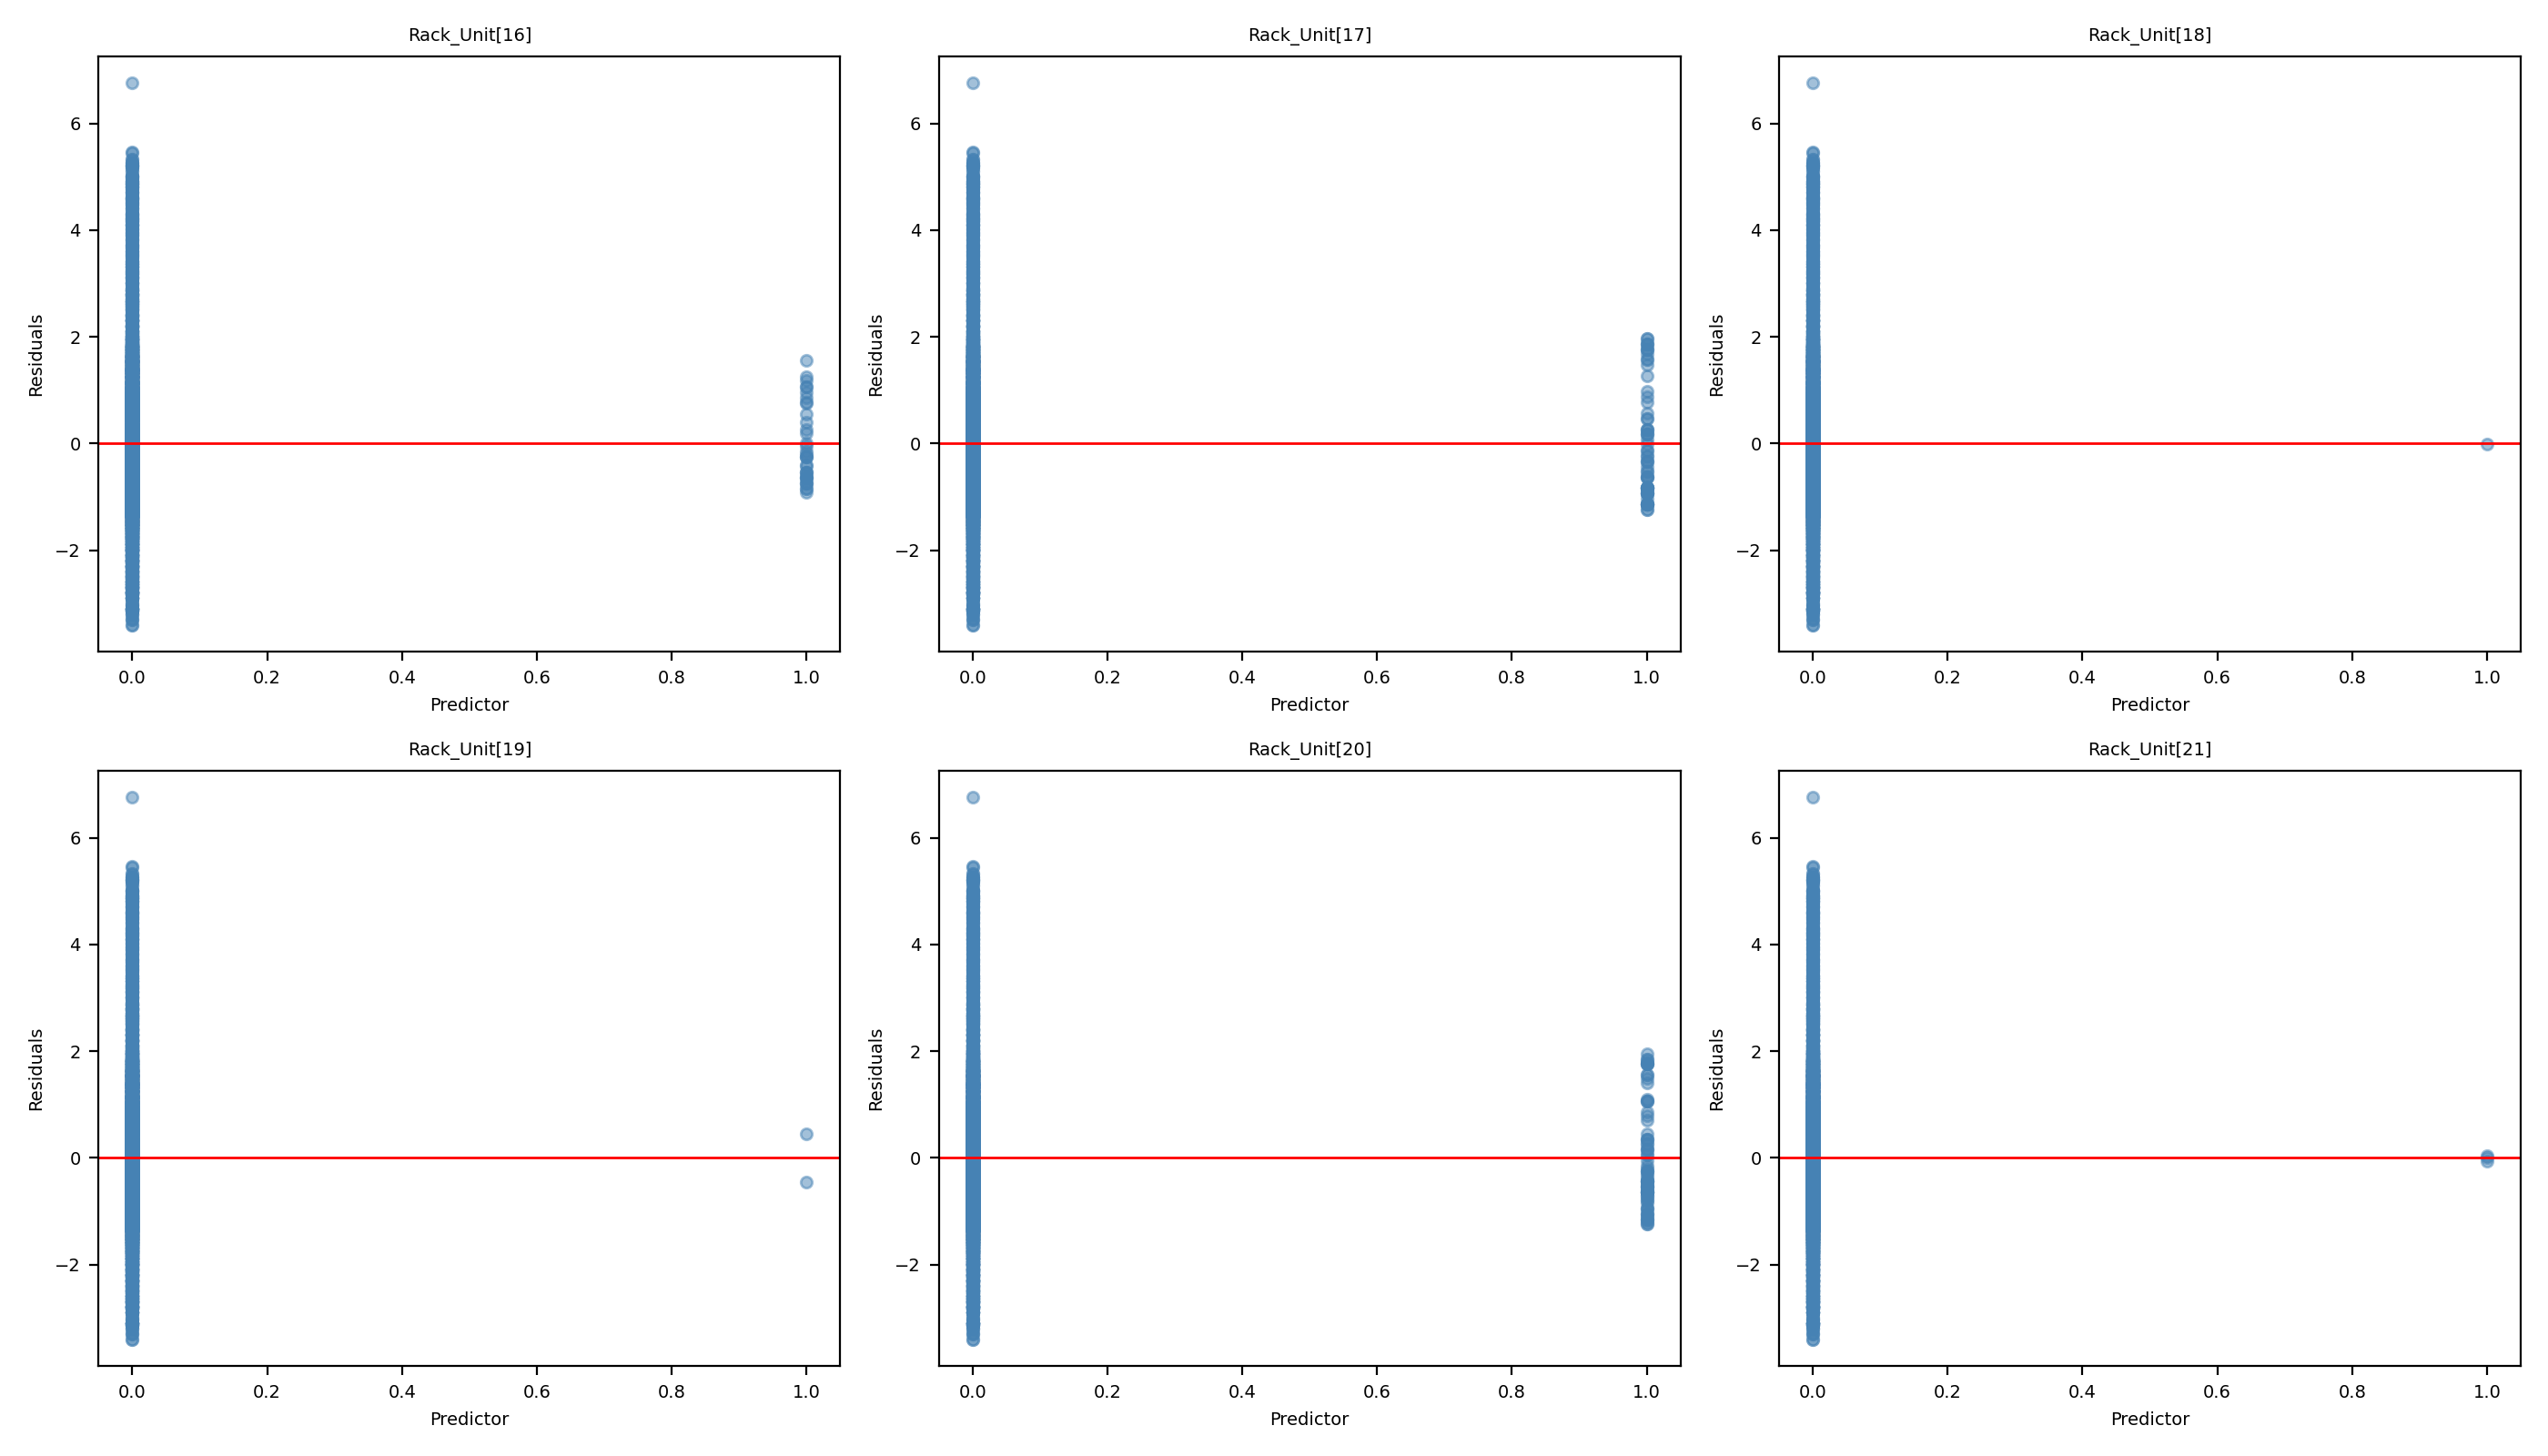 Rack_Unit[16] Rack_Unit[17] Rack_Unit[18]
Residuals Residuals Residuals
6 6 6
4 4 4
2 2 2
0 0 0
−2 −2 −2
0.0 0.2 0.4 0.6 0.8 1.0 0.0 0.2 0.4 0.6 0.8 1.0 0.0 0.2 0.4 0.6 0.8 1.0
Predictor Predictor Predictor
Rack_Unit[19] Rack_Unit[20] Rack_Unit[21]
Residuals Residuals Residuals
6 6 6
4 4 4
2 2 2
0 0 0
−2 −2 −2
0.0 0.2 0.4 0.6 0.8 1.0 0.0 0.2 0.4 0.6 0.8 1.0 0.0 0.2 0.4 0.6 0.8 1.0
Predictor Predictor Predictor